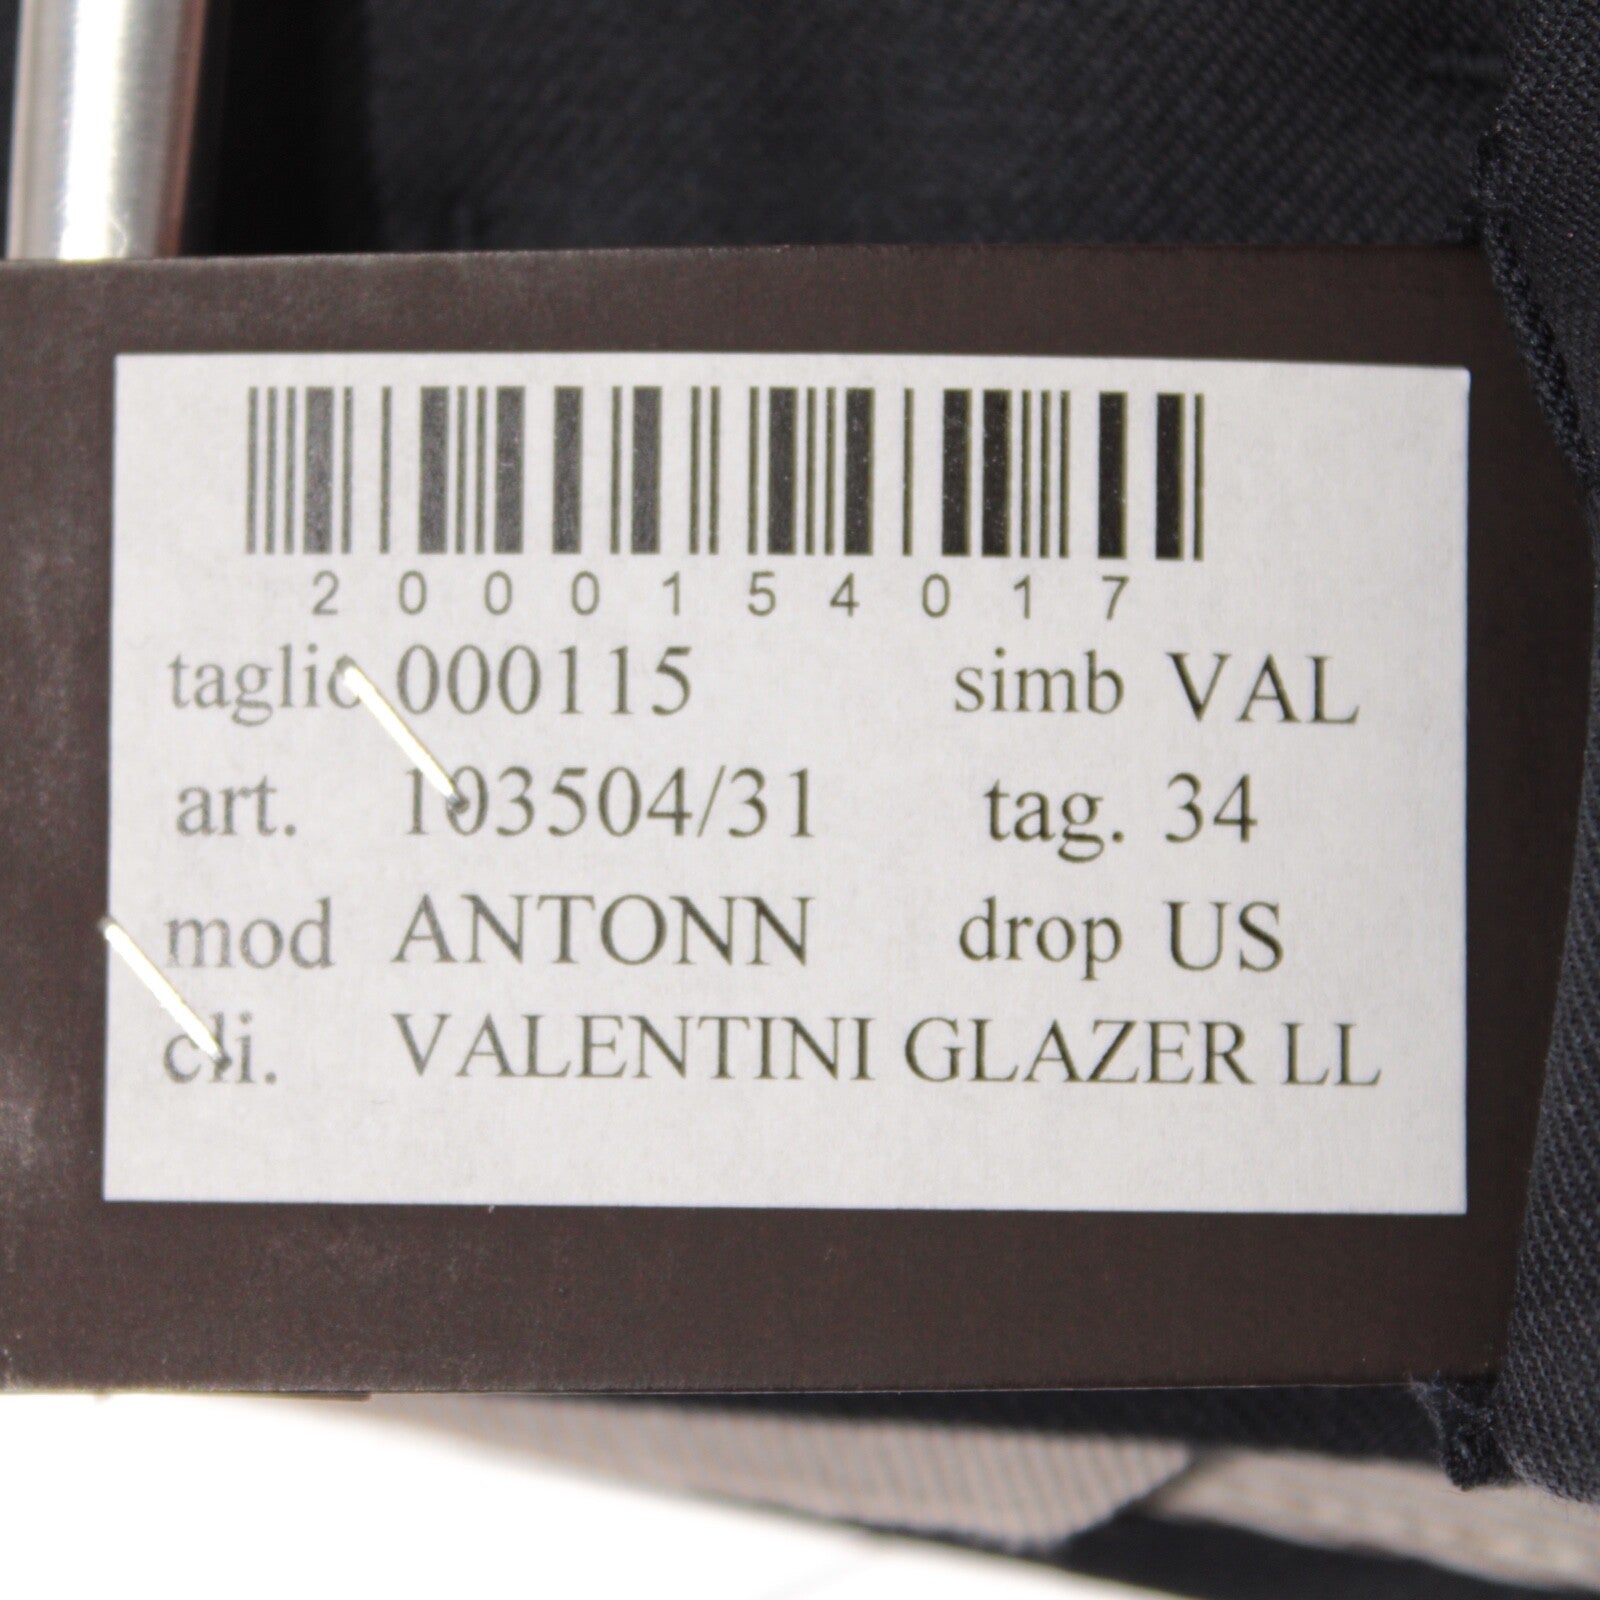 2000154017
taglio 000115 simb VAL
art. 103504/31 tag. 34
mod ANTONN drop US
cli. VALENTINI GLAZER LL